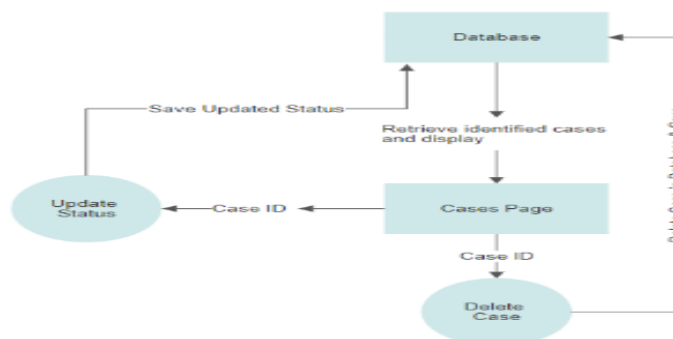 Database
Save Updated Status
Retrieve identified cases
and display
Update
Status
Case ID
Cases Page
Case ID
Delete
Case